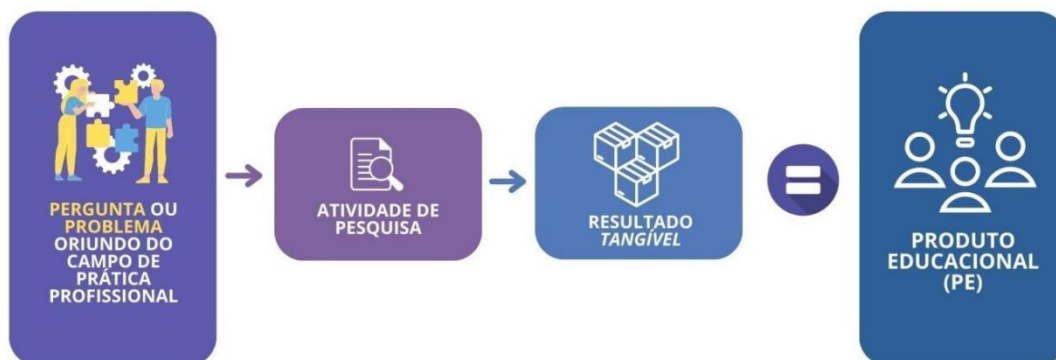 PERGUNTA OU
PROBLEMA
ORIUNDO DO
CAMPO DE
PRÁTICA
PROFISSIONAL
ATIVIDADE DE
PESQUISA
RESULTADO
TANGÍVEL
PRODUTO
EDUCACIONAL
(PE)